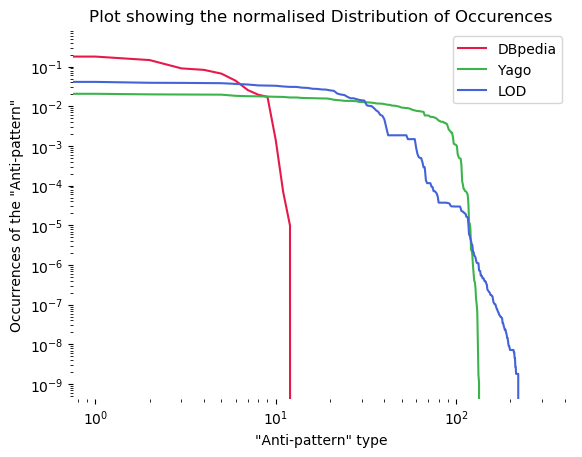 Plot showing the normalised Distribution of Occurences
DBpedia
Yago
LOD
Occurrences of the "Anti-pattern"
10⁻¹
10⁻²
10⁻³
10⁻⁴
10⁻⁵
10⁻⁶
10⁻⁷
10⁻⁸
10⁻⁹
10⁰ 10¹ 10²
"Anti-pattern" type